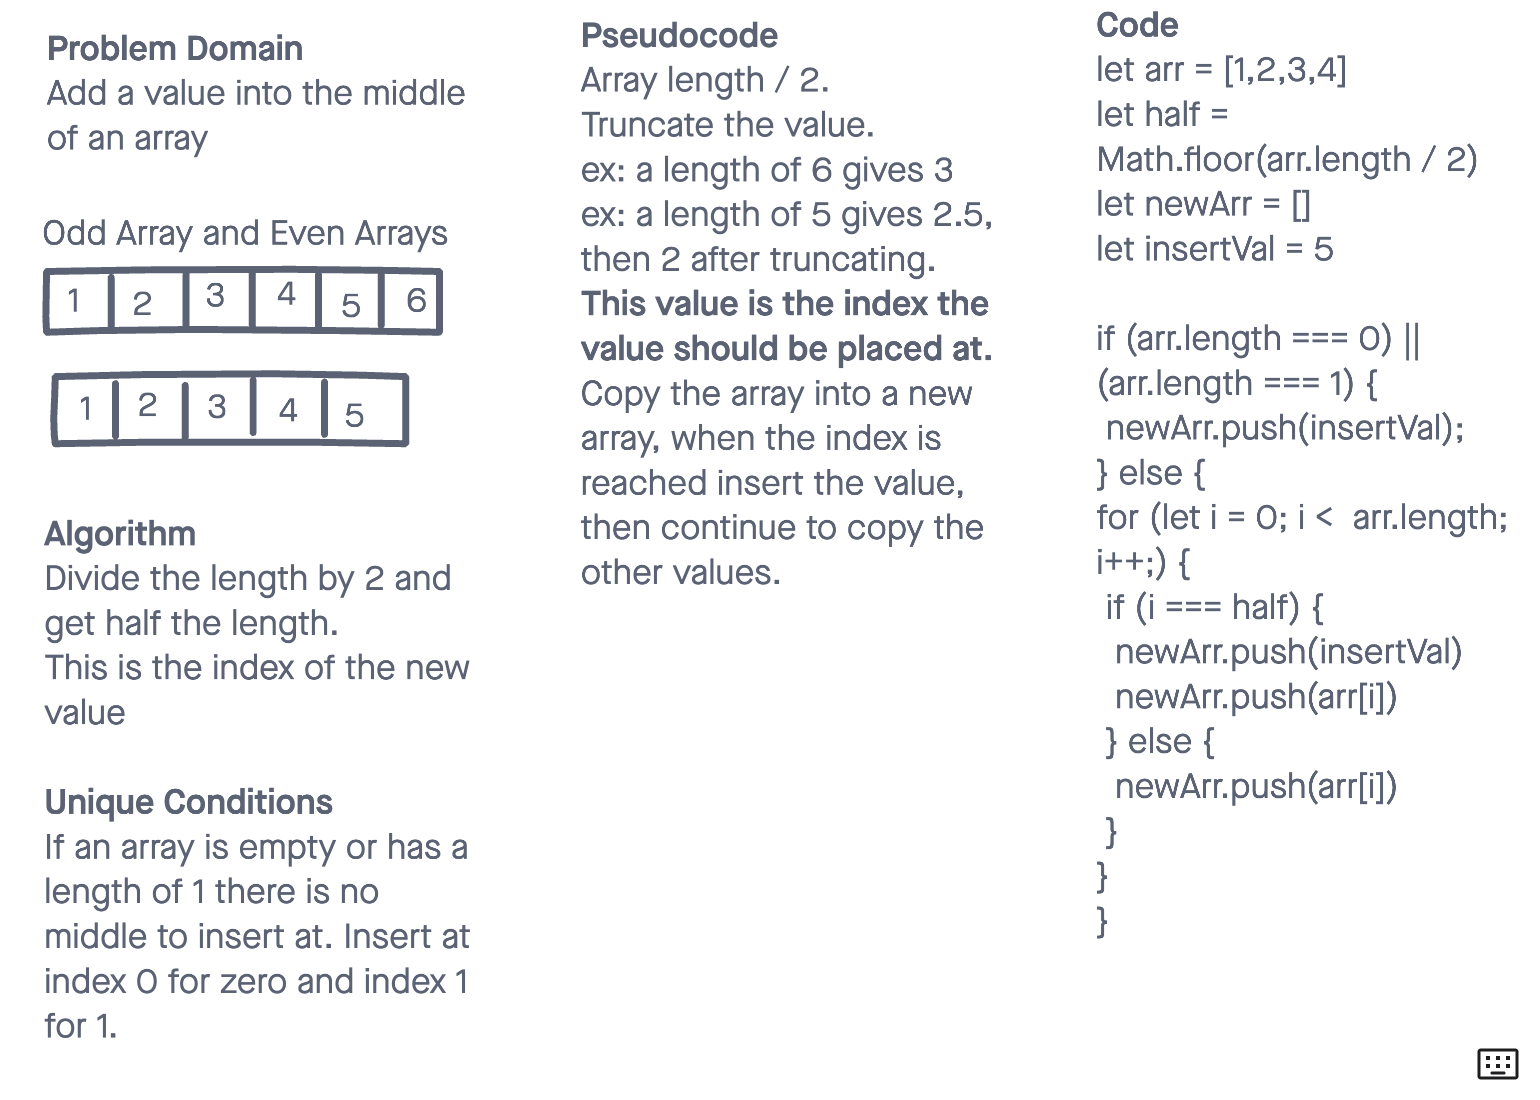 Problem Domain
Add a value into the middle
of an array
Odd Array and Even Arrays
1 2 3 4 5 6
1 2 3 4 5
Algorithm
Divide the length by 2 and
get half the length.
This is the index of the new
value
Unique Conditions
If an array is empty or has a
length of 1 there is no
middle to insert at. Insert at
index 0 for zero and index 1
for 1.
Pseudocode
Array length / 2.
Truncate the value.
ex: a length of 6 gives 3
ex: a length of 5 gives 2.5,
then 2 after truncating.
This value is the index the
value should be placed at.
Copy the array into a new
array, when the index is
reached insert the value,
then continue to copy the
other values.
Code
let arr = [1,2,3,4]
let half =
Math.floor(arr.length / 2)
let newArr = []
let insertVal = 5
if (arr.length === 0) ||
(arr.length === 1) {
newArr.push(insertVal);
} else {
for (let i = 0; i <  arr.length;
i++;) {
if (i === half) {
newArr.push(insertVal)
newArr.push(arr[i])
} else {
newArr.push(arr[i])
}
}
}